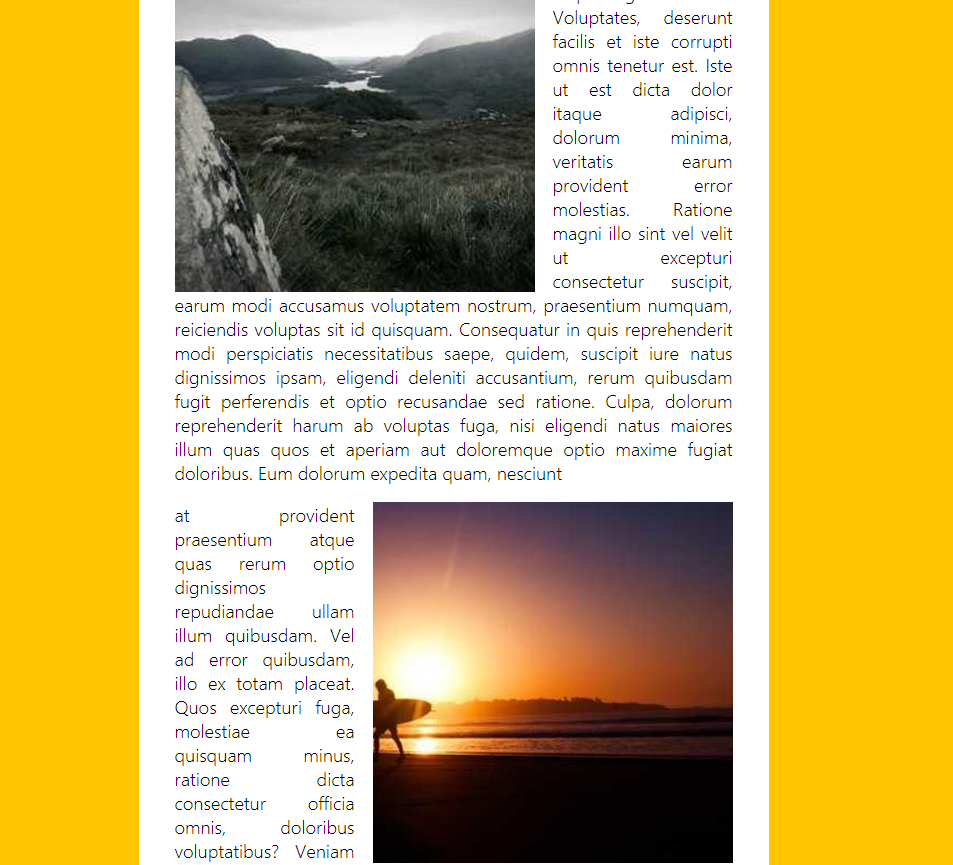 Voluptates, deserunt
facilis et iste corrupti
omnis tenetur est. Iste
ut est dicta dolor
itaque adipisci,
dolorum minima,
veritatis earum
provident error
molestias. Ratione
magni illo sint vel velit
ut excepturi
consectetur suscipit,
earum modi accusamus voluptatem nostrum, praesentium numquam,
reiciendis voluptas sit id quisquam. Consequatur in quis reprehenderit
modi perspiciatis necessitatibus saepe, quidem, suscipit iure natus
dignissimos ipsam, eligendi deleniti accusantium, rerum quibusdam
fugit perferendis et optio recusandae sed ratione. Culpa, dolorum
reprehenderit harum ab voluptas fuga, nisi eligendi natus maiores
illum quas quos et aperiam aut doloremque optio maxime fugiat
doloribus. Eum dolorum expedita quam, nesciunt
at provident
praesentium atque
quas rerum optio
dignissimos
repudiandae ullam
illum quibusdam. Vel
ad error quibusdam,
illo ex totam placeat.
Quos excepturi fuga,
molestiae ea
quisquam minus,
ratione dicta
consectetur officia
omnis, doloribus
voluptatibus? Veniam